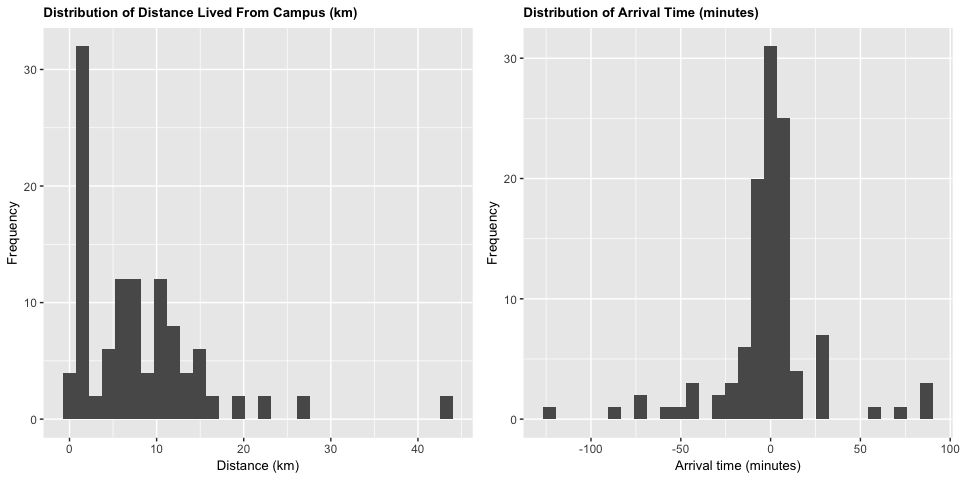 Distribution of Distance Lived From Campus (km)
Frequency
30
20
10
0
0 10 20 30 40
Distance (km)
Distribution of Arrival Time (minutes)
Frequency
30
20
10
0
-100 -50 0 50 100
Arrival time (minutes)